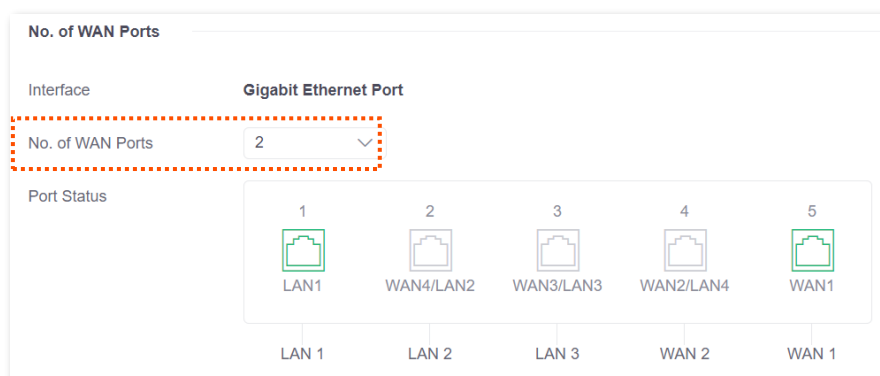 No. of WAN Ports
Interface Gigabit Ethernet Port
No. of WAN Ports 2
Port Status
1 2 3 4 5
LAN1 WAN4/LAN2 WAN3/LAN3 WAN2/LAN4 WAN1
LAN 1 LAN 2 LAN 3 WAN 2 WAN 1